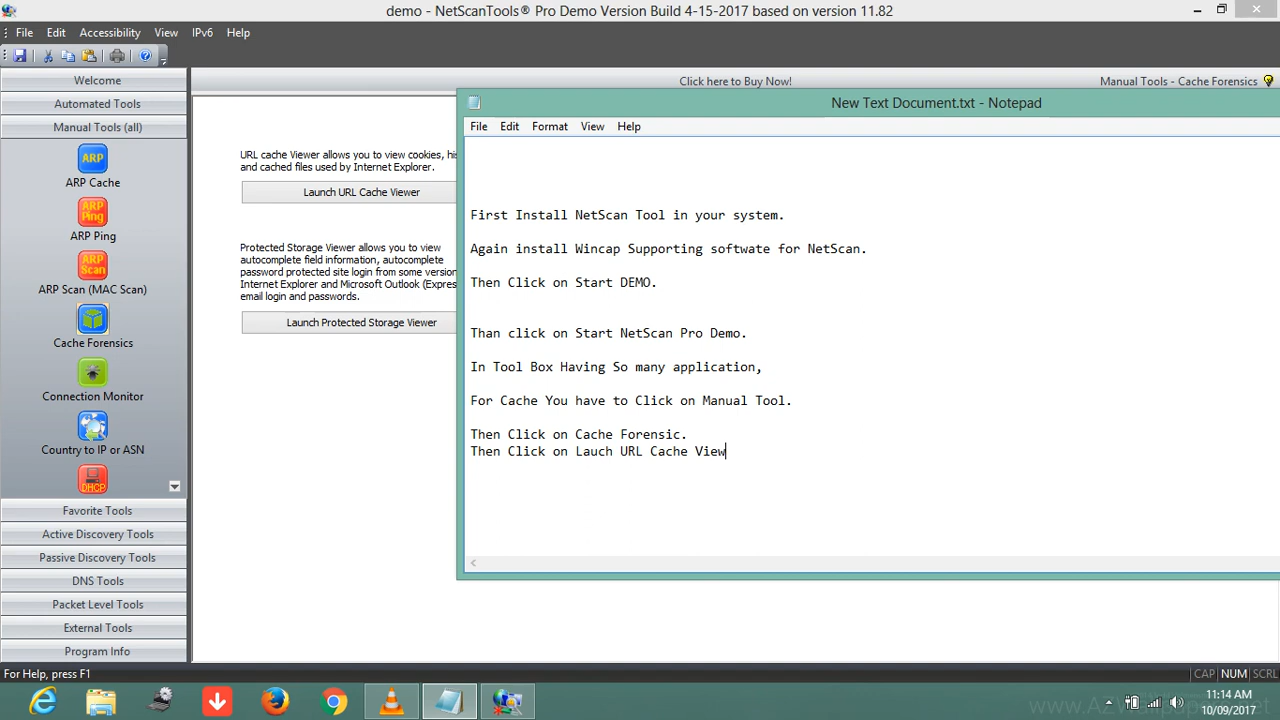 demo - NetScanTools® Pro Demo Version Build 4-15-2017 based on version 11.82
File Edit Accessibility View IPv6 Help
Welcome
Click here to Buy Now!
Manual Tools - Cache Forensics
Automated Tools
Manual Tools (all)
ARP
ARP Cache
ARP
Ping
ARP Ping
ARP
Scan
ARP Scan (MAC Scan)
Cache Forensics
Connection Monitor
Country to IP or ASN
DHCP
Favorite Tools
Active Discovery Tools
Passive Discovery Tools
DNS Tools
Packet Level Tools
External Tools
Program Info
URL cache Viewer allows you to view cookies, his
and cached files used by Internet Explorer.
Launch URL Cache Viewer
Protected Storage Viewer allows you to view
autocomplete field information, autocomplete
password protected site login from some version
Internet Explorer and Microsoft Outlook (Expres
email login and passwords.
Launch Protected Storage Viewer
New Text Document.txt - Notepad
File Edit Format View Help
First Install NetScan Tool in your system.
Again install Wincap Supporting softwate for NetScan.
Then Click on Start DEMO.
Than click on Start NetScan Pro Demo.
In Tool Box Having So many application,
For Cache You have to Click on Manual Tool.
Then Click on Cache Forensic.
Then Click on Lauch URL Cache View
For Help, press F1
CAP NUM SCRL
11:14 AM
10/09/2017